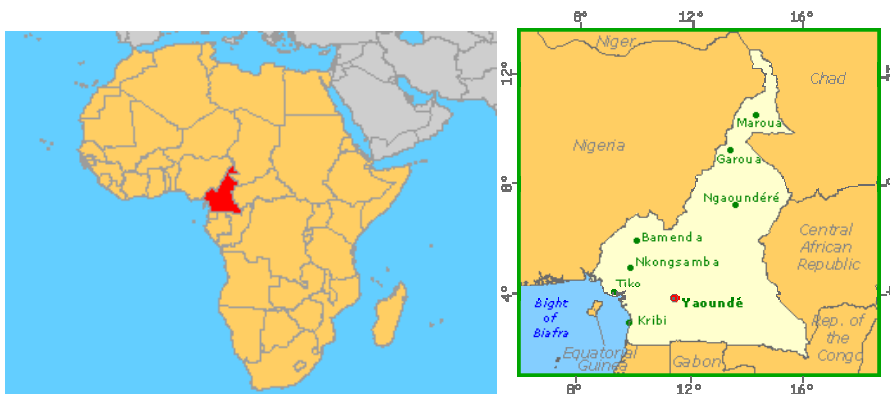 8°
12°
16°
Niger
12°
Chad
Maroua
Nigeria
Garoua
8°
Ngaoundéré
Bamenda
Central
African
Republic
Nkongsamba
Tiko
4°
Bight
of
Biafra
Yaoundé
Kribi
Rep. of
the
Congo
Equatorial
Guinea
Gabon
8°
12°
16°